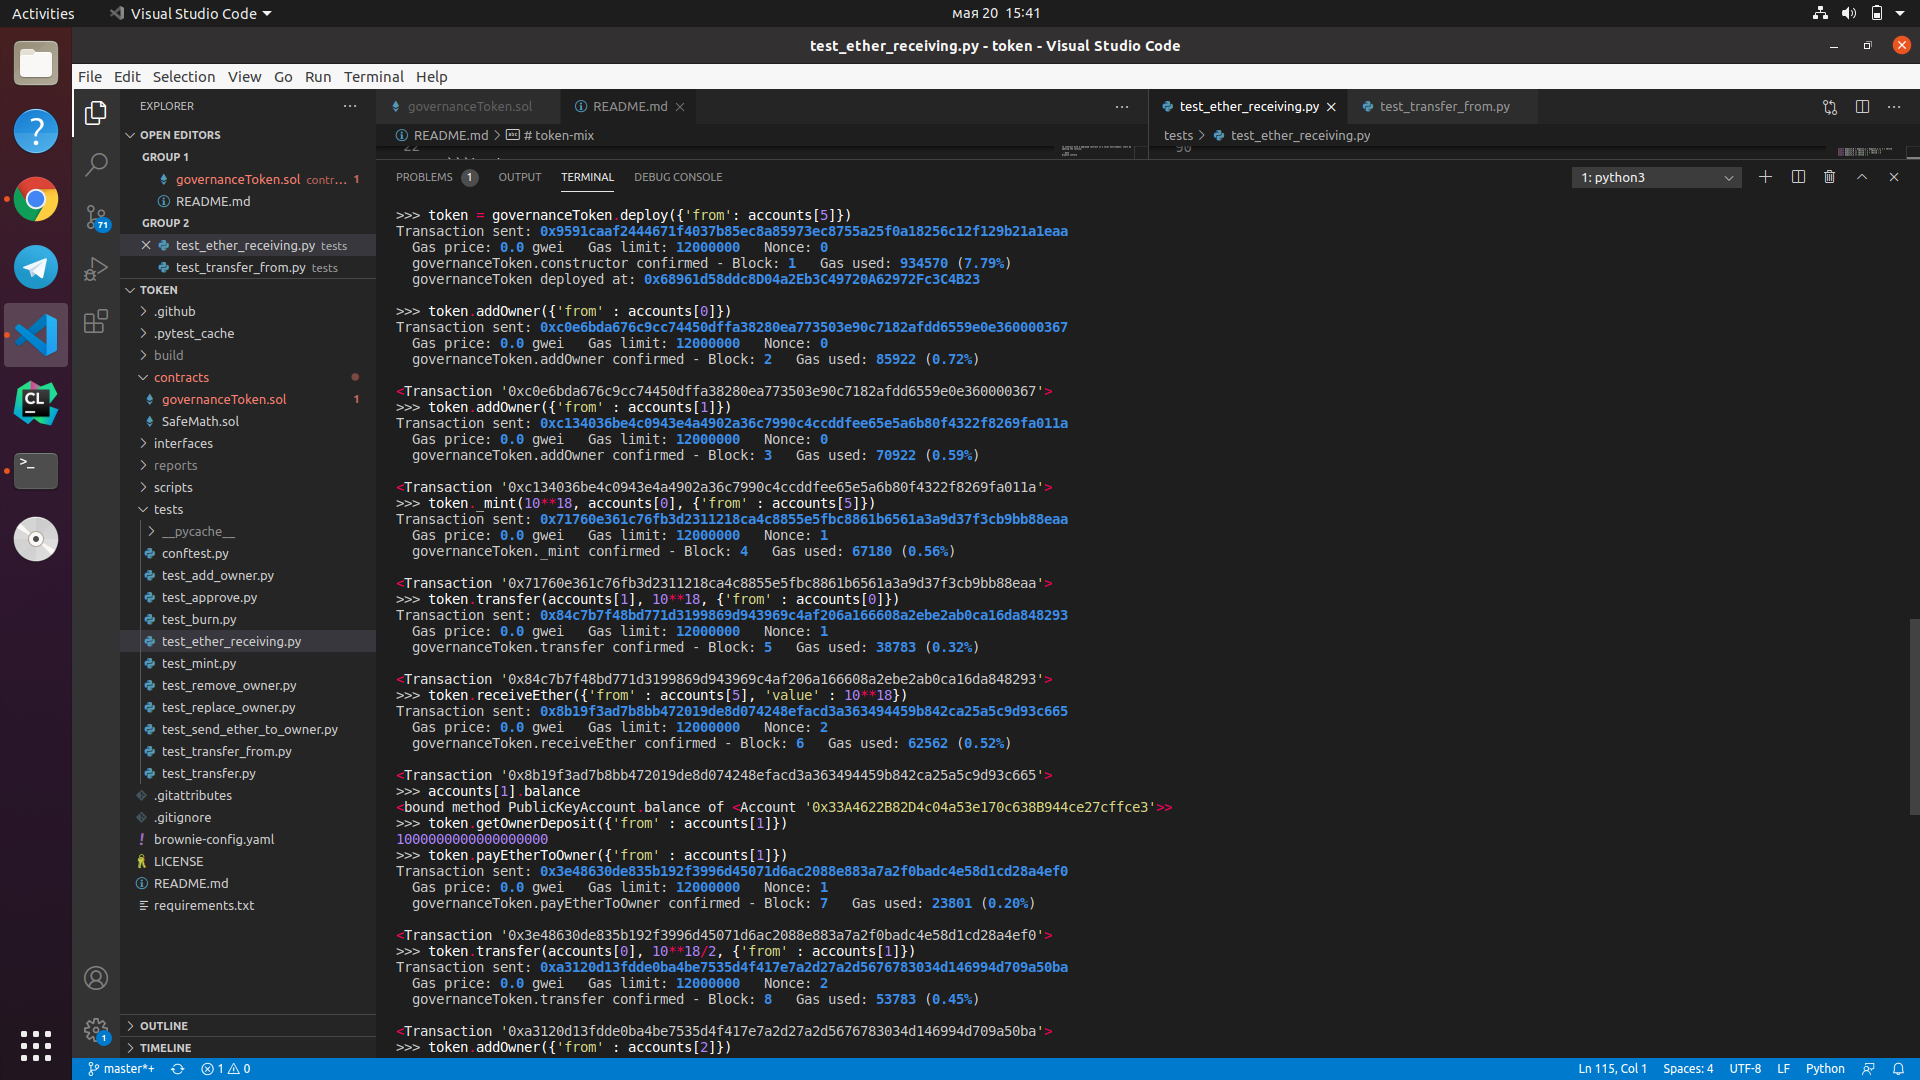 Activities
Visual Studio Code
мая 20 15:41
test_ether_receiving.py - token - Visual Studio Code
File Edit Selection View Go Run Terminal Help
EXPLORER
OPEN EDITORS
GROUP 1
governanceToken.sol contr... 1
README.md
GROUP 2
test_ether_receiving.py tests
test_transfer_from.py tests
TOKEN
.github
.pytest_cache
build
contracts
governanceToken.sol 1
SafeMath.sol
interfaces
reports
scripts
tests
__pycache__
conftest.py
test_add_owner.py
test_approve.py
test_burn.py
test_ether_receiving.py
test_mint.py
test_remove_owner.py
test_replace_owner.py
test_send_ether_to_owner.py
test_transfer_from.py
test_transfer.py
.gitattributes
.gitignore
brownie-config.yaml
LICENSE
README.md
requirements.txt
OUTLINE
TIMELINE
71
1
CL
governanceToken.sol
README.md
README.md > # token-mix
22
test_ether_receiving.py
test_transfer_from.py
tests > test_ether_receiving.py
90
PROBLEMS 1 OUTPUT TERMINAL DEBUG CONSOLE
1: python3
>>> token = governanceToken.deploy({'from': accounts[5]})
Transaction sent: 0x9591caaf2444671f4037b85ec8a85973ec8755a25f0a18256c12f129b21a1eaa
Gas price: 0.0 gwei Gas limit: 12000000 Nonce: 0
governanceToken.constructor confirmed - Block: 1 Gas used: 934570 (7.79%)
governanceToken deployed at: 0x68961d58ddc8D04a2Eb3C49720A62972Fc3C4B23
>>> token.addOwner({'from' : accounts[0]})
Transaction sent: 0xc0e6bda676c9cc74450dffa38280ea773503e90c7182afdd6559e0e360000367
Gas price: 0.0 gwei Gas limit: 12000000 Nonce: 0
governanceToken.addOwner confirmed - Block: 2 Gas used: 85922 (0.72%)
<Transaction '0xc0e6bda676c9cc74450dffa38280ea773503e90c7182afdd6559e0e360000367'>
>>> token.addOwner({'from' : accounts[1]})
Transaction sent: 0xc134036be4c0943e4a4902a36c7990c4ccddfee65e5a6b80f4322f8269fa011a
Gas price: 0.0 gwei Gas limit: 12000000 Nonce: 0
governanceToken.addOwner confirmed - Block: 3 Gas used: 70922 (0.59%)
<Transaction '0xc134036be4c0943e4a4902a36c7990c4ccddfee65e5a6b80f4322f8269fa011a'>
>>> token._mint(10**18, accounts[0], {'from' : accounts[5]})
Transaction sent: 0x71760e361c76fb3d2311218ca4c8855e5fbc8861b6561a3a9d37f3cb9bb88eaa
Gas price: 0.0 gwei Gas limit: 12000000 Nonce: 1
governanceToken._mint confirmed - Block: 4 Gas used: 67180 (0.56%)
<Transaction '0x71760e361c76fb3d2311218ca4c8855e5fbc8861b6561a3a9d37f3cb9bb88eaa'>
>>> token.transfer(accounts[1], 10**18, {'from' : accounts[0]})
Transaction sent: 0x84c7b7f48bd771d3199869d943969c4af206a166608a2ebe2ab0ca16da848293
Gas price: 0.0 gwei Gas limit: 12000000 Nonce: 1
governanceToken.transfer confirmed - Block: 5 Gas used: 38783 (0.32%)
<Transaction '0x84c7b7f48bd771d3199869d943969c4af206a166608a2ebe2ab0ca16da848293'>
>>> token.receiveEther({'from' : accounts[5], 'value' : 10**18})
Transaction sent: 0x8b19f3ad7b8bb472019de8d074248efacd3a363494459b842ca25a5c9d93c665
Gas price: 0.0 gwei Gas limit: 12000000 Nonce: 2
governanceToken.receiveEther confirmed - Block: 6 Gas used: 62562 (0.52%)
<Transaction '0x8b19f3ad7b8bb472019de8d074248efacd3a363494459b842ca25a5c9d93c665'>
>>> accounts[1].balance
<bound method PublicKeyAccount.balance of <Account '0x33A4622B82D4c04a53e170c638B944ce27cffce3'>>
>>> token.getOwnerDeposit({'from' : accounts[1]})
1000000000000000000
>>> token.payEtherToOwner({'from' : accounts[1]})
Transaction sent: 0x3e48630de835b192f3996d45071d6ac2088e883a7a2f0badc4e58d1cd28a4ef0
Gas price: 0.0 gwei Gas limit: 12000000 Nonce: 1
governanceToken.payEtherToOwner confirmed - Block: 7 Gas used: 23801 (0.20%)
<Transaction '0x3e48630de835b192f3996d45071d6ac2088e883a7a2f0badc4e58d1cd28a4ef0'>
>>> token.transfer(accounts[0], 10**18/2, {'from' : accounts[1]})
Transaction sent: 0xa3120d13fdde0ba4be7535d4f417e7a2d27a2d5676783034d146994d709a50ba
Gas price: 0.0 gwei Gas limit: 12000000 Nonce: 2
governanceToken.transfer confirmed - Block: 8 Gas used: 53783 (0.45%)
<Transaction '0xa3120d13fdde0ba4be7535d4f417e7a2d27a2d5676783034d146994d709a50ba'>
>>> token.addOwner({'from' : accounts[2]})
master*+ 1 0
Ln 115, Col 1 Spaces: 4 UTF-8 LF Python